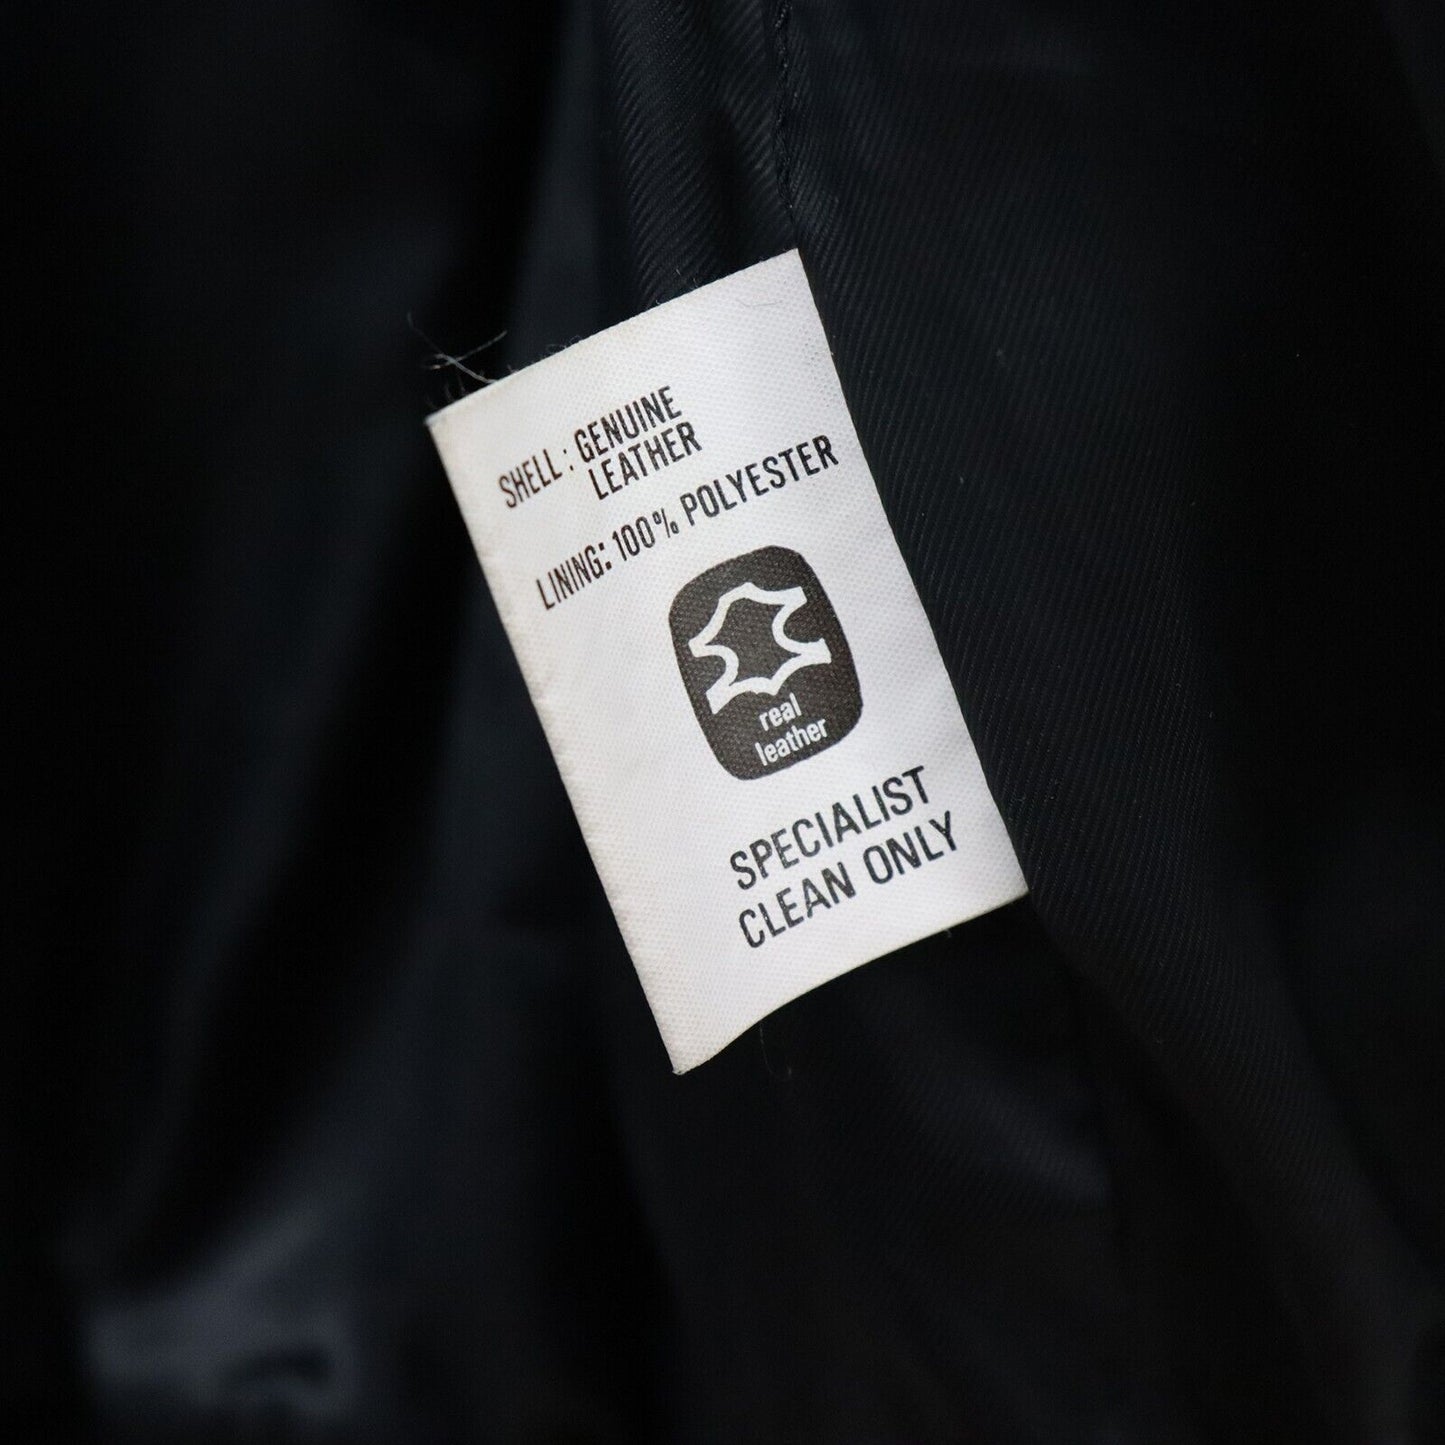 SHELL : GENUINE
LEATHER
LINING: 100% POLYESTER
real
leather
SPECIALIST
CLEAN ONLY